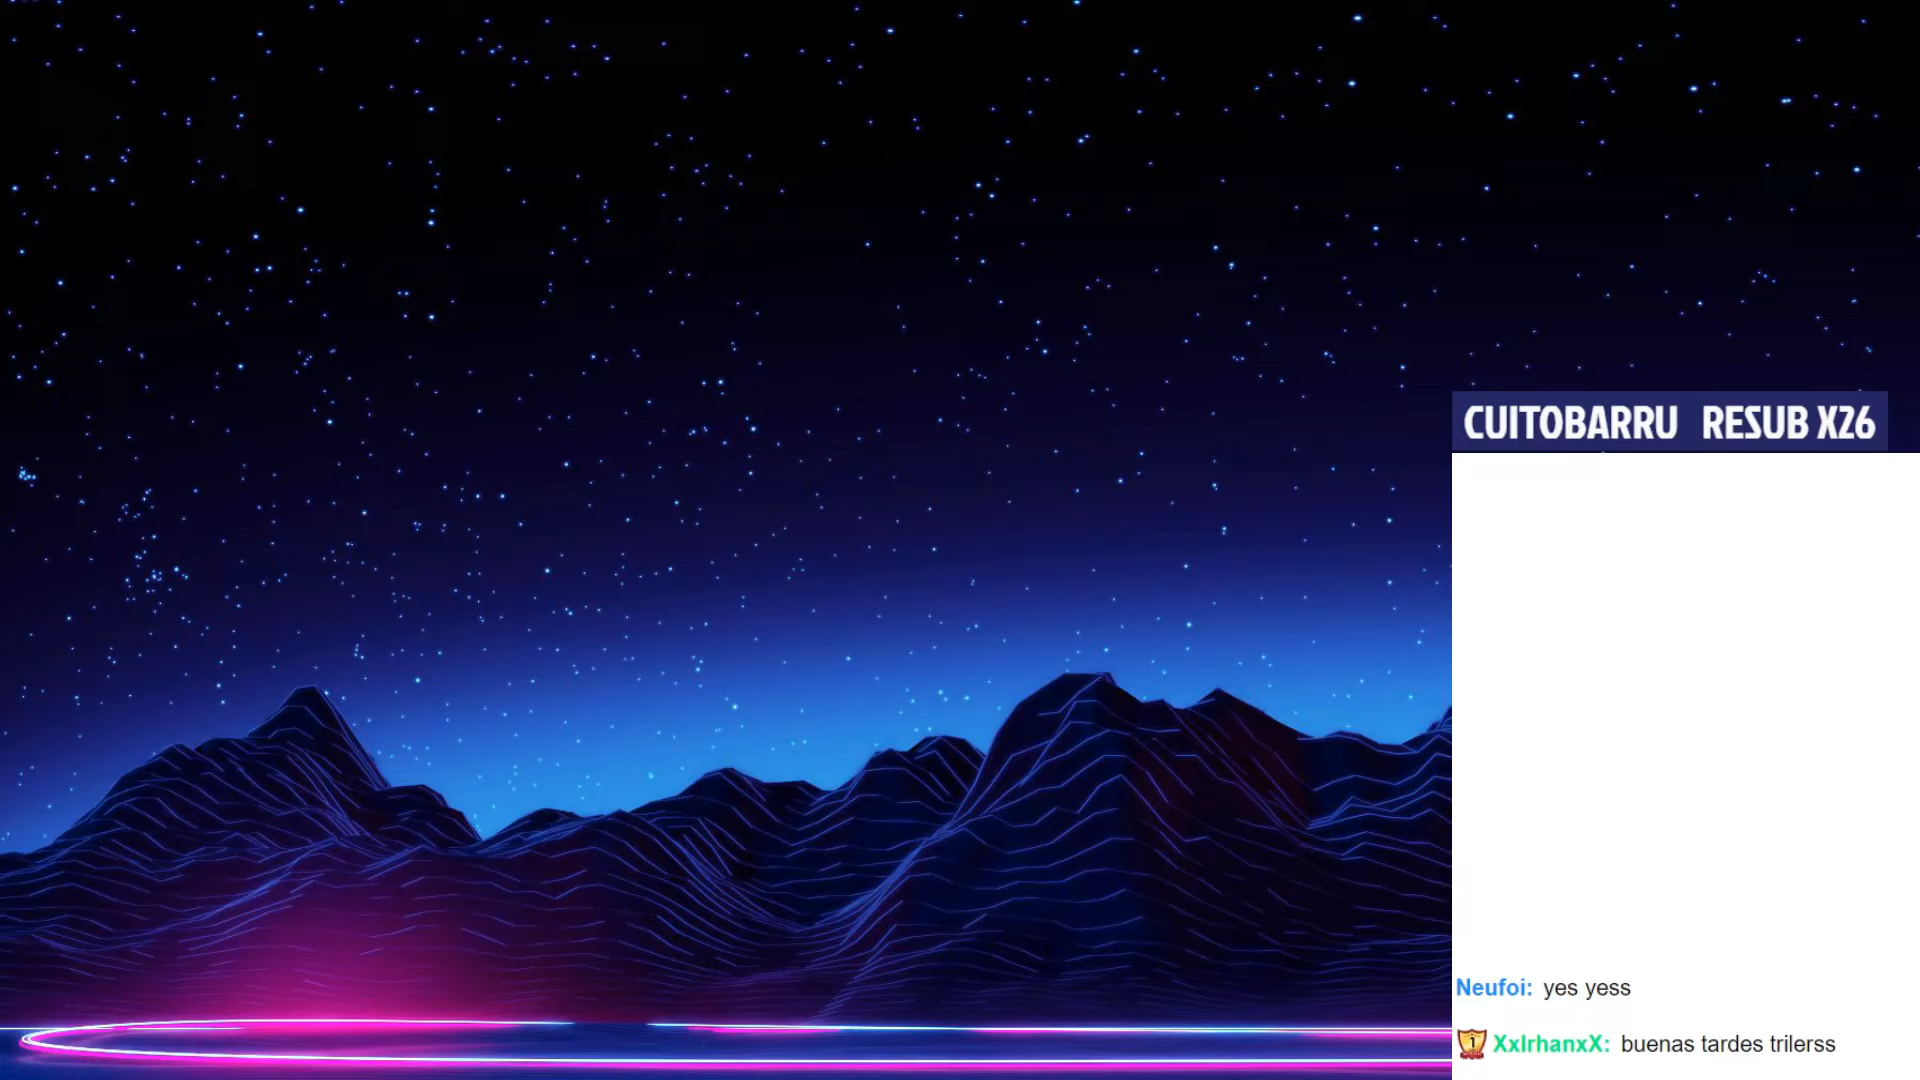 CUITOBARRU RESUB X26
Neufoi: yes yess
XxIrhanxX: buenas tardes trilerss